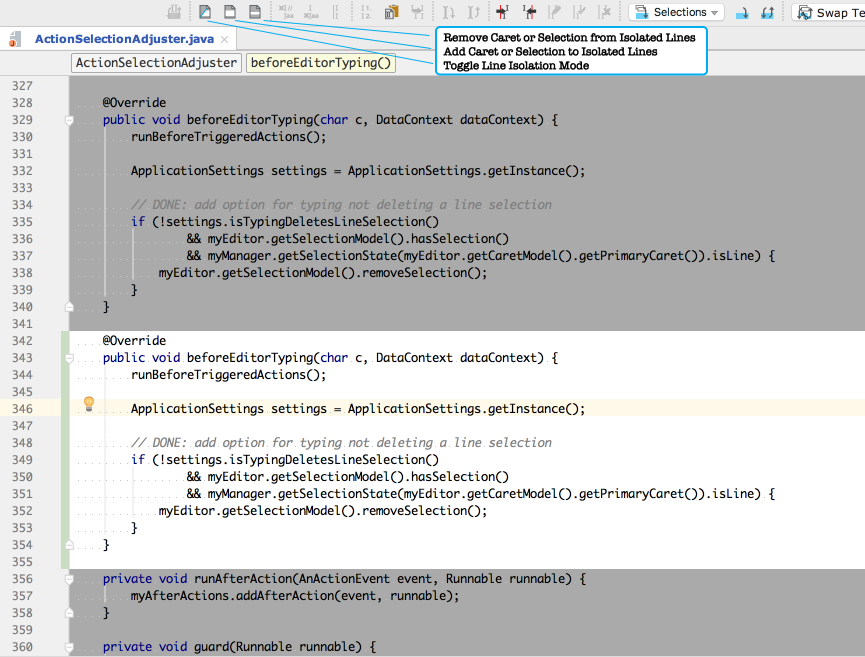 Selections
Swap Te
ActionSelectionAdjuster.java
Remove Caret or Selection from Isolated Lines
Add Caret or Selection to Isolated Lines
Toggle Line Isolation Mode
ActionSelectionAdjuster beforeEditorTyping()
327
328 @Override
329 public void beforeEditorTyping(char c, DataContext dataContext) {
330 runBeforeTriggeredActions();
331
332 ApplicationSettings settings = ApplicationSettings.getInstance();
333
334 // DONE: add option for typing not deleting a line selection
335 if (!settings.isTypingDeletesLineSelection()
336 && myEditor.getSelectionModel().hasSelection()
337 && myManager.getSelectionState(myEditor.getCaretModel().getPrimaryCaret()).isLine) {
338 myEditor.getSelectionModel().removeSelection();
339 }
340 }
341
342 @Override
343 public void beforeEditorTyping(char c, DataContext dataContext) {
344 runBeforeTriggeredActions();
345
346 ApplicationSettings settings = ApplicationSettings.getInstance();
347
348 // DONE: add option for typing not deleting a line selection
349 if (!settings.isTypingDeletesLineSelection()
350 && myEditor.getSelectionModel().hasSelection()
351 && myManager.getSelectionState(myEditor.getCaretModel().getPrimaryCaret()).isLine) {
352 myEditor.getSelectionModel().removeSelection();
353 }
354 }
355
356 private void runAfterAction(AnActionEvent event, Runnable runnable) {
357 myAfterActions.addAfterAction(event, runnable);
358 }
359
360 private void guard(Runnable runnable) {